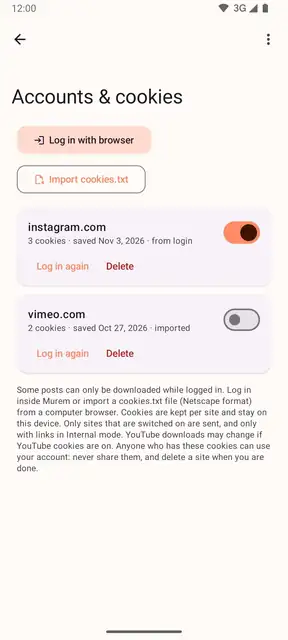 12:00
3G
Accounts & cookies
Log in with browser
Import cookies.txt
instagram.com
3 cookies · saved Nov 3, 2026 · from login
Log in again Delete
vimeo.com
2 cookies · saved Oct 27, 2026 · imported
Log in again Delete
Some posts can only be downloaded while logged in. Log in
inside Murem or import a cookies.txt file (Netscape format)
from a computer browser. Cookies are kept per site and stay on
this device. Only sites that are switched on are sent, and only
with links in Internal mode. YouTube downloads may change if
YouTube cookies are on. Anyone who has these cookies can use
your account: never share them, and delete a site when you are
done.